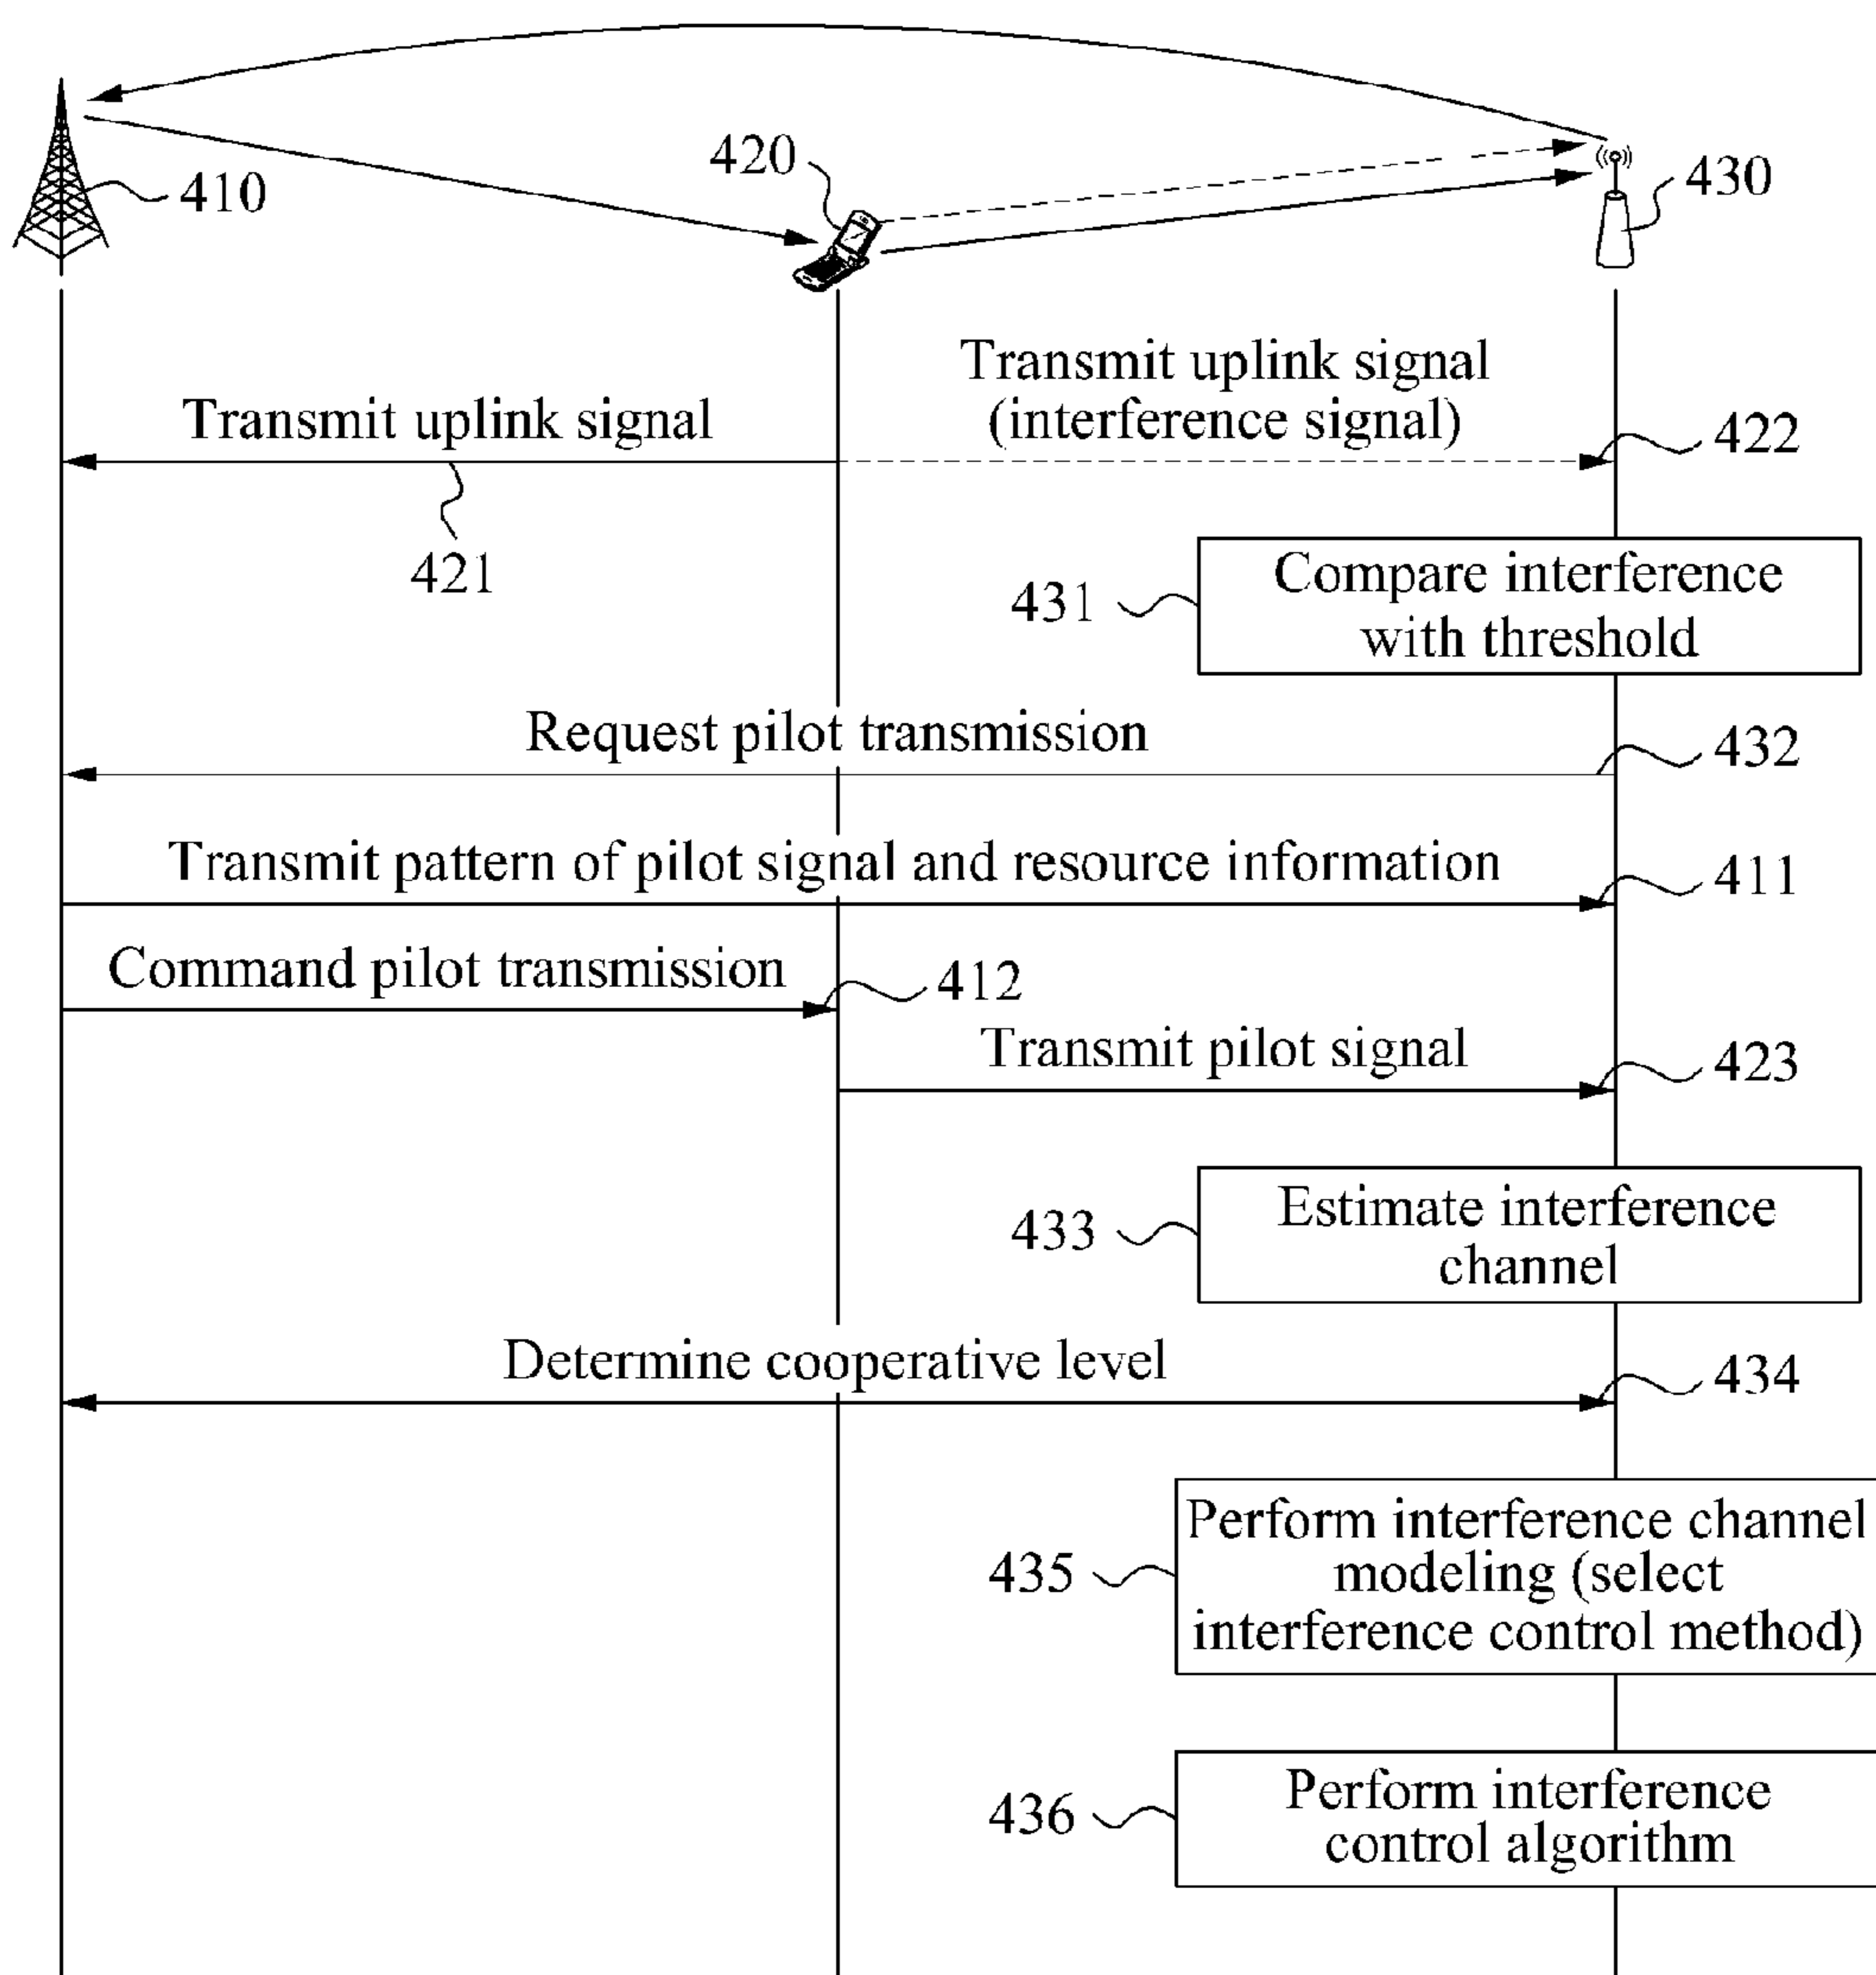 420
410
430
Transmit uplink signal
(interference signal)
Transmit uplink signal
422
421
Compare interference
with threshold
431
Request pilot transmission
432
Transmit pattern of pilot signal and resource information
411
Command pilot transmission
412
Transmit pilot signal
423
Estimate interference
channel
433
Determine cooperative level
434
Perform interference channel
modeling (select
interference control method)
435
Perform interference
control algorithm
436